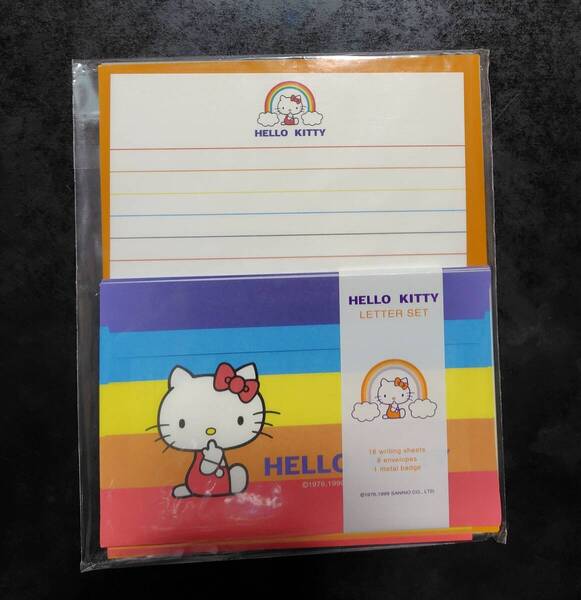 HELLO KITTY
HELLO KITTY
LETTER SET
16 writing sheets
8 envelopes
1 metal badge
©1976,1999 SANRIO CO., LTD.
HELLO
©1976,1999